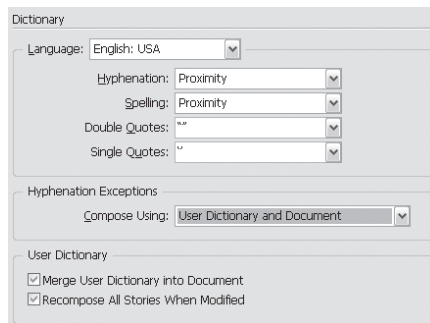 Dictionary
Language: English: USA
Hyphenation: Proximity
Spelling: Proximity
Double Quotes: “”
Single Quotes: ‘’
Hyphenation Exceptions
Compose Using: User Dictionary and Document
User Dictionary
Merge User Dictionary into Document
Recompose All Stories When Modified